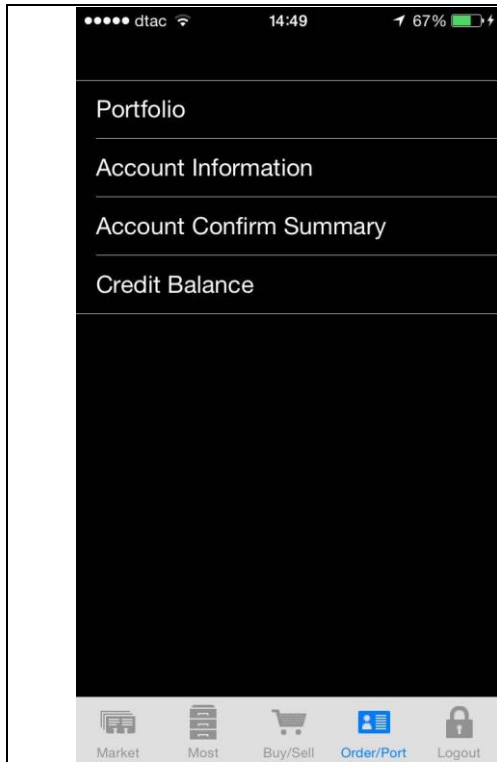 dtac 14:49 67%
Portfolio
Account Information
Account Confirm Summary
Credit Balance
Market Most Buy/Sell Order/Port Logout